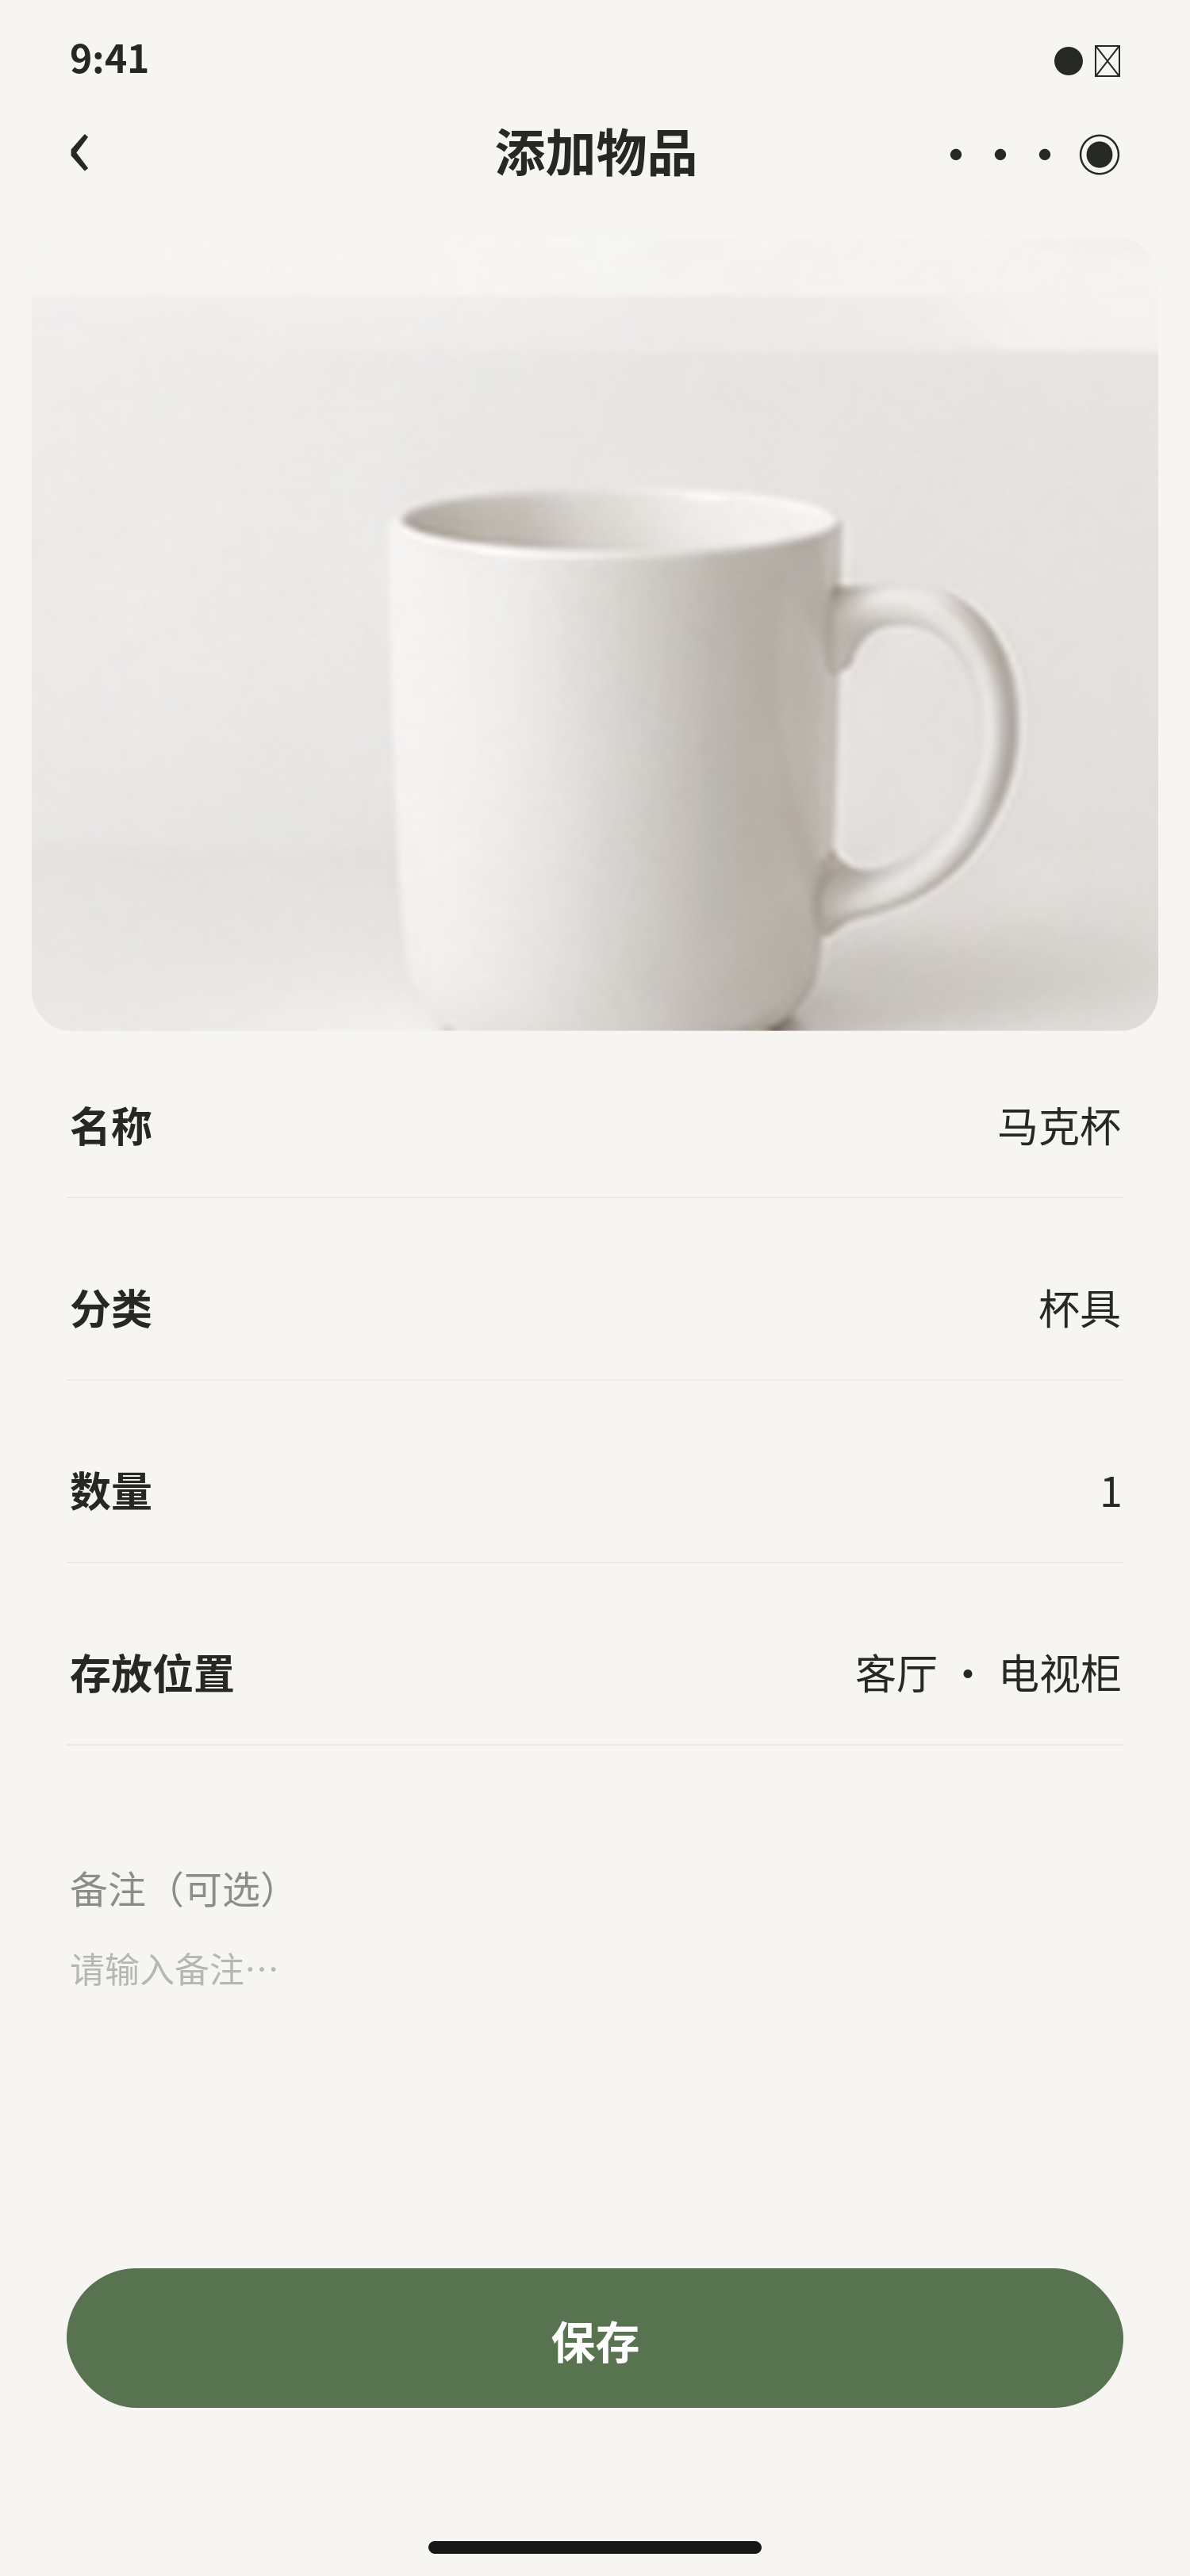 9:41
添加物品
名称 马克杯
分类 杯具
数量 1
存放位置 客厅 · 电视柜
备注（可选）
请输入备注…
保存